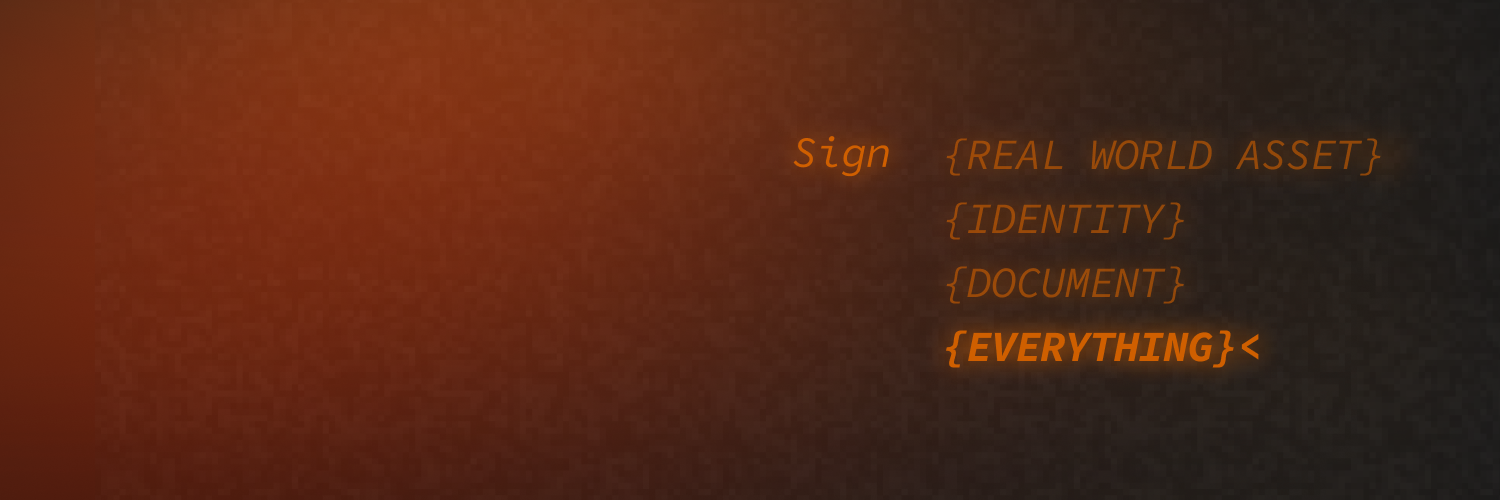 Sign {REAL WORLD ASSET}
{IDENTITY}
{DOCUMENT}
{EVERYTHING}<